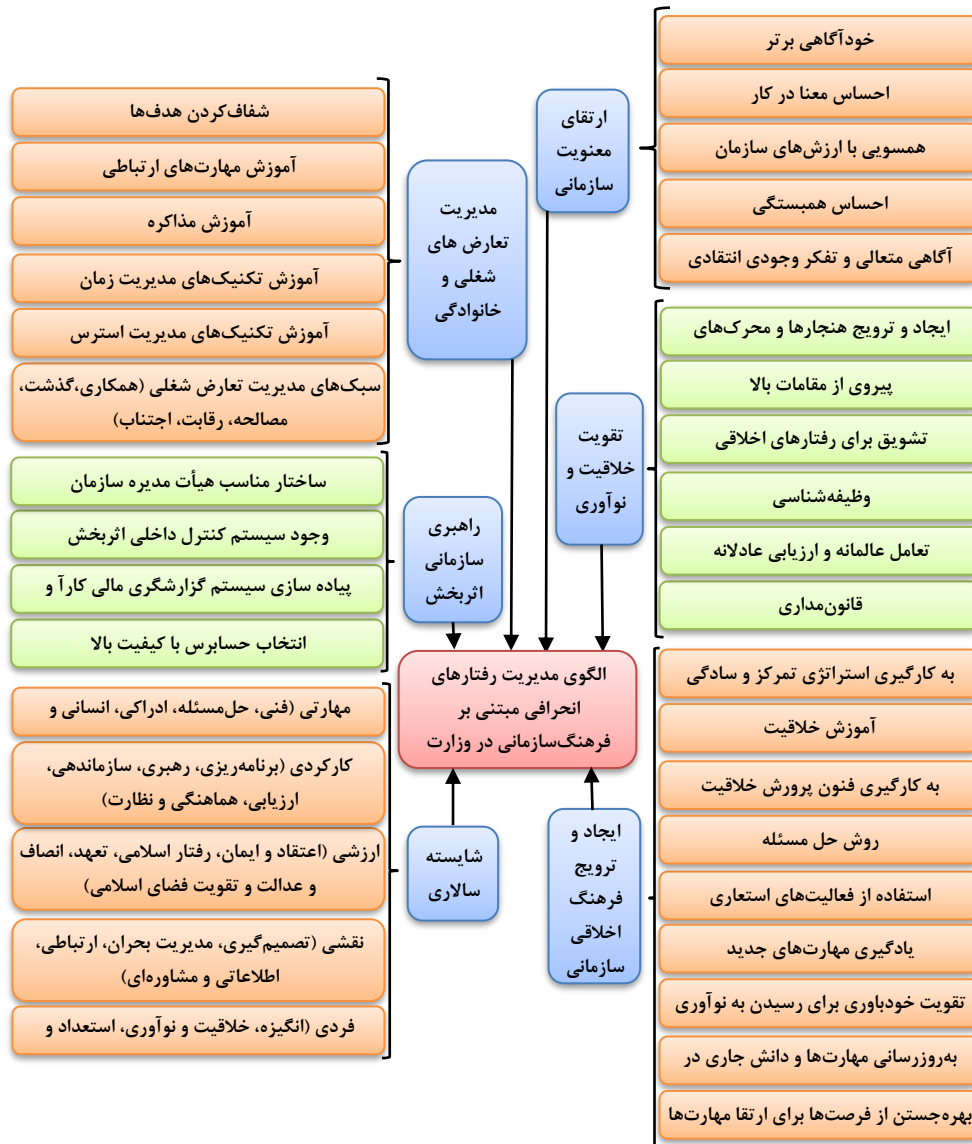 خودآگاهی برتر
احساس معنا در کار
همسویی با ارزش‌های سازمان
احساس همبستگی
آگاهی متعالی و تفکر وجودی انتقادی
ارتقای
معنویت
سازمانی
ایجاد و ترویج هنجارها و محرک‌های
پیروی از مقامات بالا
تشویق برای رفتارهای اخلاقی
وظیفه‌شناسی
تعامل عالمانه و ارزیابی عادلانه
قانون‌مداری
تقویت
خلاقیت و
نوآوری
به کارگیری استراتژی تمرکز و سادگی
آموزش خلاقیت
به کارگیری فنون پرورش خلاقیت
روش حل مسئله
استفاده از فعالیت‌های استعاری
یادگیری مهارت‌های جدید
تقویت خودباوری برای رسیدن به نوآوری
به‌روزرسانی مهارت‌ها و دانش جاری در
بهره‌جستن از فرصت‌ها برای ارتقا مهارت‌ها
ایجاد و
ترویج
فرهنگ
اخلاقی
سازمانی
الگوی مدیریت رفتارهای
انحرافی مبتنی بر
فرهنگ‌سازمانی در وزارت
مدیریت
تعارض های
شغلی و
خانوادگی
شفاف‌کردن هدف‌ها
آموزش مهارت‌های ارتباطی
آموزش مذاکره
آموزش تکنیک‌های مدیریت زمان
آموزش تکنیک‌های مدیریت استرس
سبک‌های مدیریت تعارض شغلی (همکاری،گذشت،
مصالحه، رقابت، اجتناب)
راهبری
سازمانی
اثربخش
ساختار مناسب هیأت مدیره سازمان
وجود سیستم کنترل داخلی اثربخش
پیاده سازی سیستم گزارشگری مالی کارآ و
انتخاب حسابرس با کیفیت بالا
شایسته
سالاری
مهارتی (فنی، حل‌مسئله، ادراکی، انسانی و
کارکردی (برنامه‌ریزی، رهبری، سازماندهی،
ارزیابی، هماهنگی و نظارت)
ارزشی (اعتقاد و ایمان، رفتار اسلامی، تعهد، انصاف
و عدالت و تقویت فضای اسلامی)
نقشی (تصمیم‌گیری، مدیریت بحران، ارتباطی،
اطلاعاتی و مشاوره‌ای)
فردی (انگیزه، خلاقیت و نوآوری، استعداد و